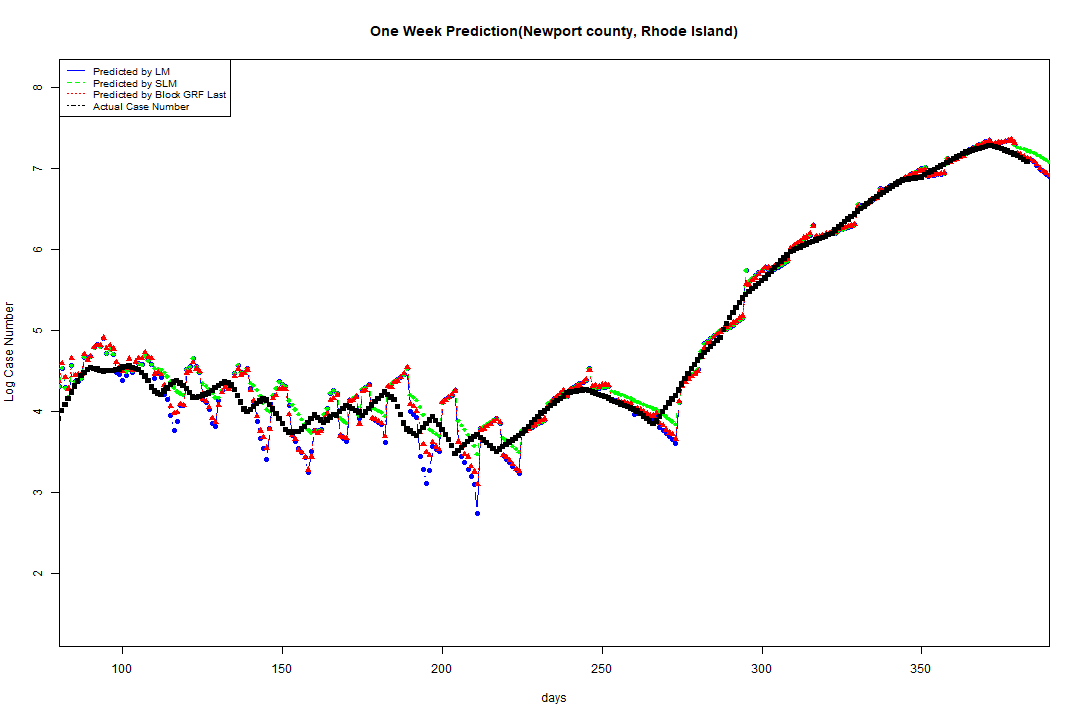 One Week Prediction(Newport county, Rhode Island)
Predicted by LM
Predicted by SLM
Predicted by Block GRF Last
Actual Case Number
8
7
6
5
4
3
2
Log Case Number
100 150 200 250 300 350
days